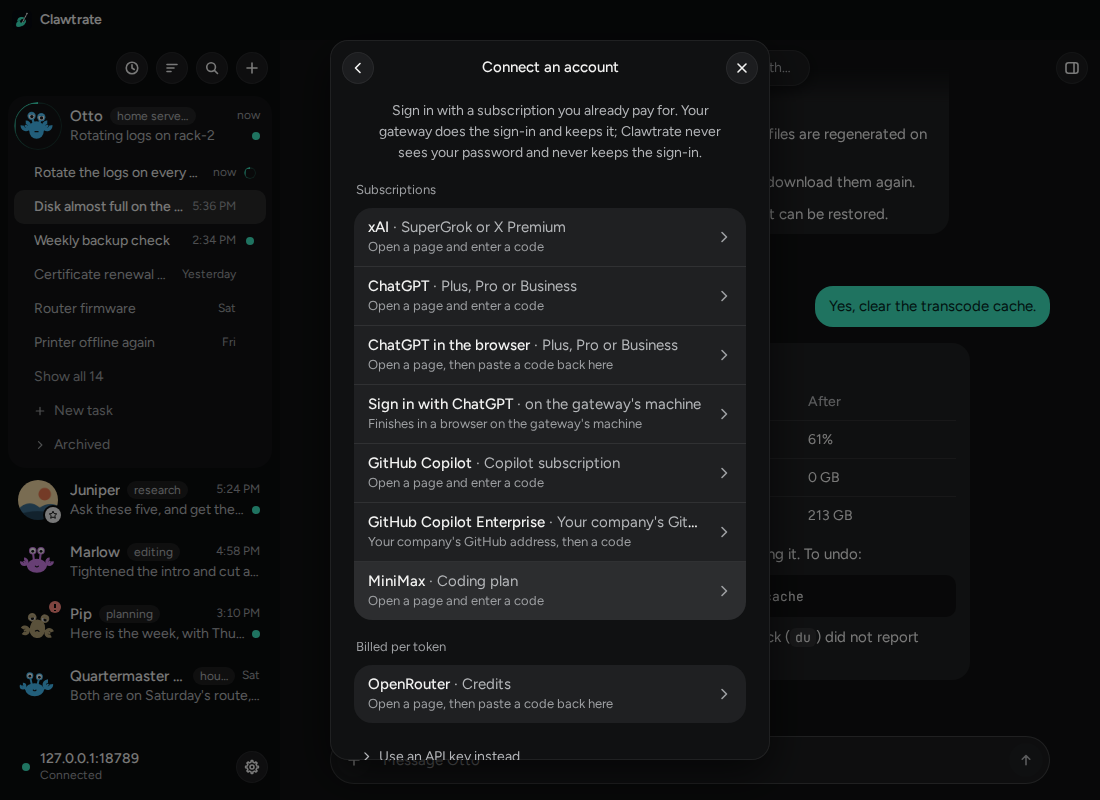 Clawtrate
Otto home serve... now
Rotating logs on rack-2
Rotate the logs on every ... now
Disk almost full on the ... 5:36 PM
Weekly backup check 2:34 PM
Certificate renewal ... Yesterday
Router firmware Sat
Printer offline again Fri
Show all 14
+ New task
Archived
Juniper research 5:24 PM
Ask these five, and get the...
Marlow editing 4:58 PM
Tightened the intro and cut a...
Pip planning 3:10 PM
Here is the week, with Thu...
Quartermaster ... hou... Sat
Both are on Saturday's route,...
127.0.0.1:18789
Connected
Connect an account
Sign in with a subscription you already pay for. Your
gateway does the sign-in and keeps it; Clawtrate never
sees your password and never keeps the sign-in.
Subscriptions
xAI · SuperGrok or X Premium
Open a page and enter a code
ChatGPT · Plus, Pro or Business
Open a page and enter a code
ChatGPT in the browser · Plus, Pro or Business
Open a page, then paste a code back here
Sign in with ChatGPT · on the gateway's machine
Finishes in a browser on the gateway's machine
GitHub Copilot · Copilot subscription
Open a page and enter a code
GitHub Copilot Enterprise · Your company's Git...
Your company's GitHub address, then a code
MiniMax · Coding plan
Open a page and enter a code
Billed per token
OpenRouter · Credits
Open a page, then paste a code back here
Use an API key instead
th...
files are regenerated on
download them again.
t can be restored.
Yes, clear the transcode cache.
After
61%
0 GB
213 GB
ng it. To undo:
cache
ck ( du ) did not report
Message Otto